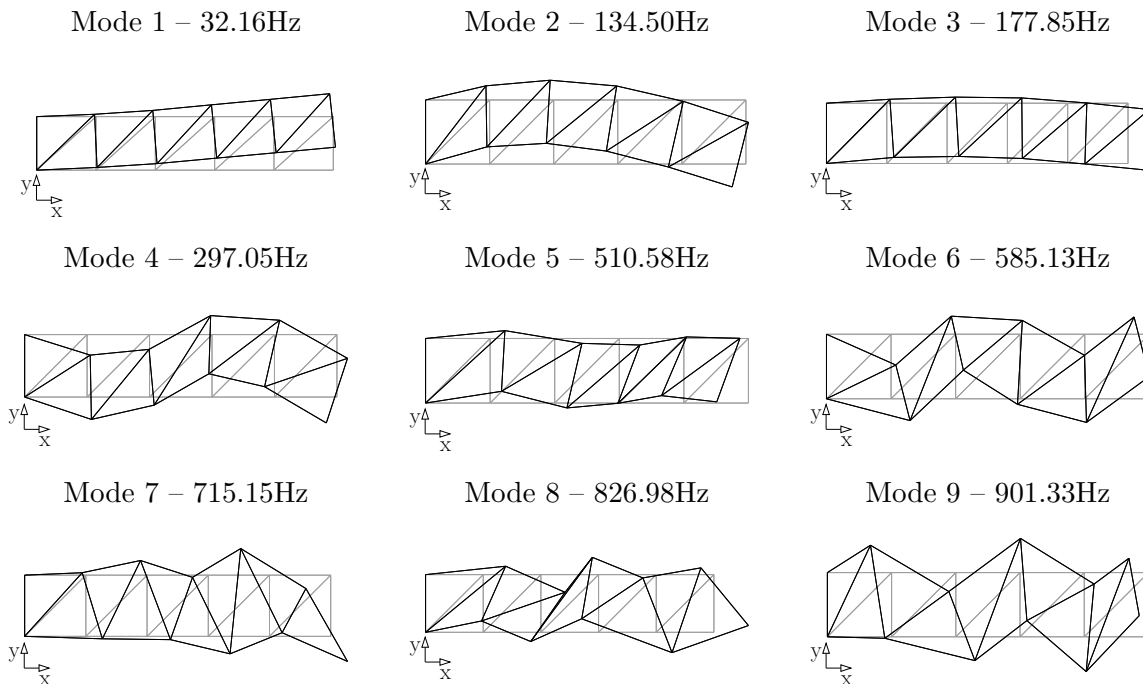 Mode 1 – 32.16Hz
Mode 2 – 134.50Hz
Mode 3 – 177.85Hz
y
x
y
x
y
x
Mode 4 – 297.05Hz
Mode 5 – 510.58Hz
Mode 6 – 585.13Hz
y
x
y
x
y
x
Mode 7 – 715.15Hz
Mode 8 – 826.98Hz
Mode 9 – 901.33Hz
y
x
y
x
y
x